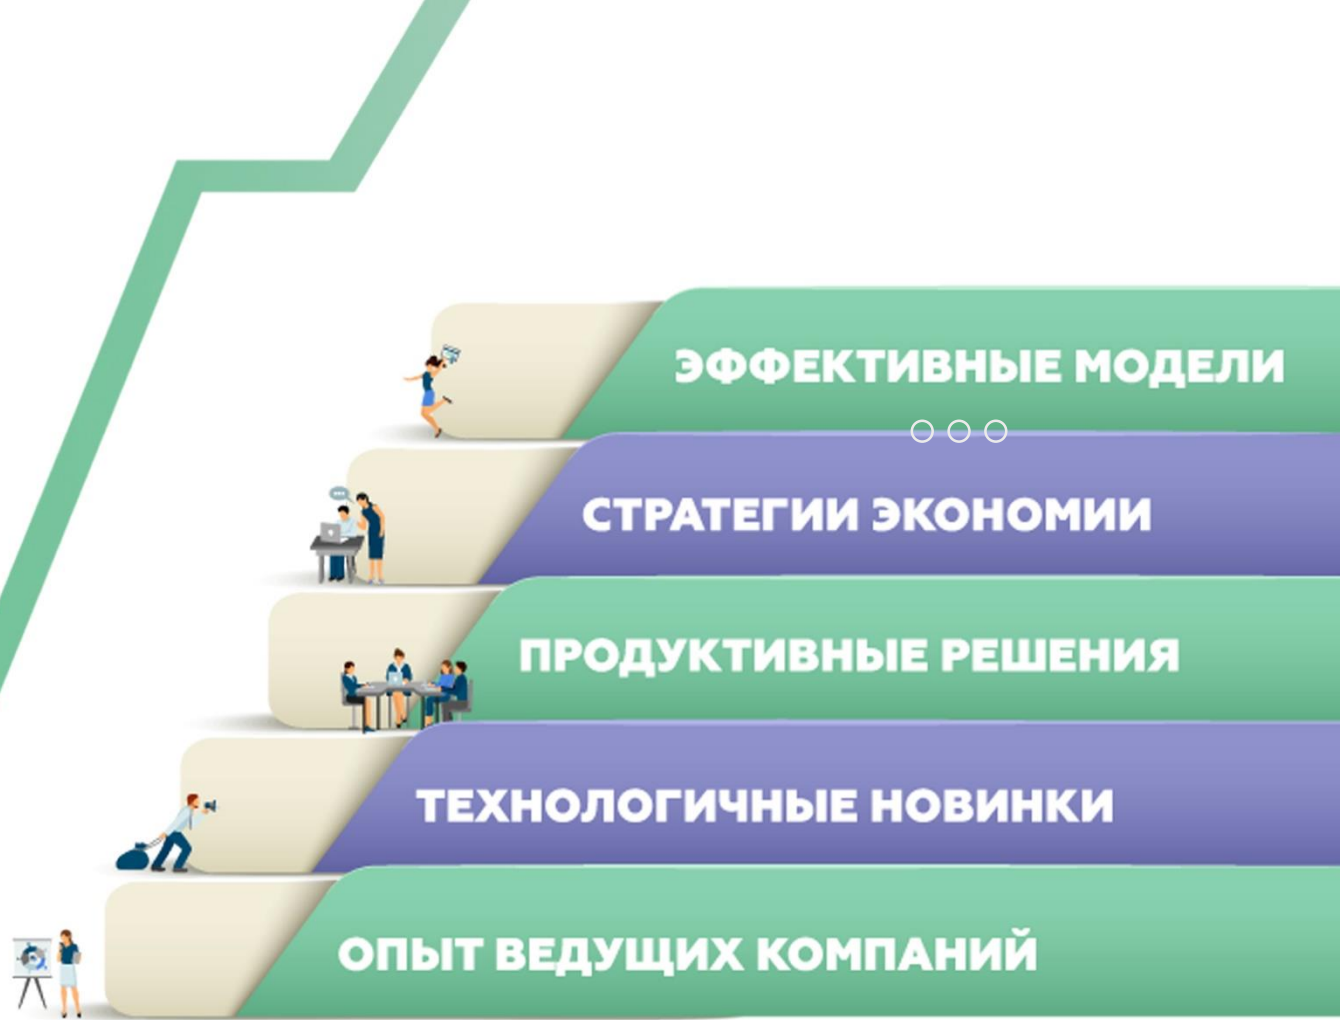 ЭФФЕКТИВНЫЕ МОДЕЛИ
СТРАТЕГИИ ЭКОНОМИИ
ПРОДУКТИВНЫЕ РЕШЕНИЯ
ТЕХНОЛОГИЧНЫЕ НОВИНКИ
ОПЫТ ВЕДУЩИХ КОМПАНИЙ